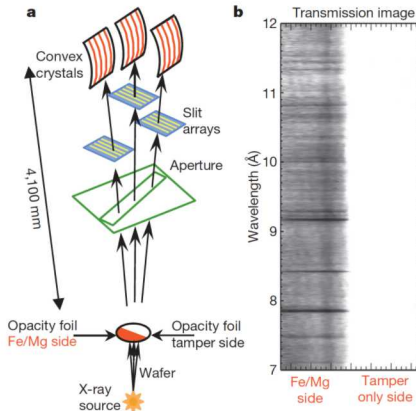 a
Convex
crystals
Slit
arrays
Aperture
4,100 mm
Opacity foil
Fe/Mg side
Opacity foil
tamper side
Wafer
X-ray
source
b
Transmission image
Wavelength (Å)
12
11
10
9
8
7
Fe/Mg
side
Tamper
only side